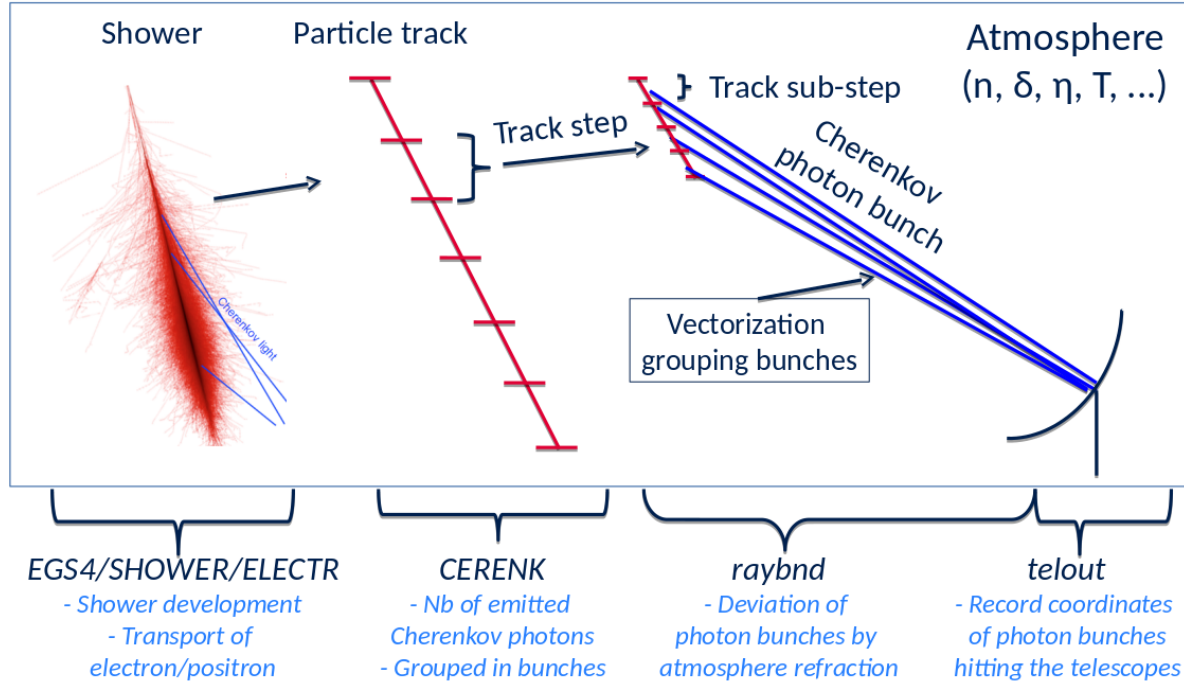 Shower
Particle track
Atmosphere
(n, δ, η, T, ...)
Track sub-step
Track step
Cherenkov
photon bunch
Cherenkov light
Vectorization
grouping bunches
EGS4/SHOWER/ELECTR
- Shower development
- Transport of
electron/positron
CERENK
- Nb of emitted
Cherenkov photons
- Grouped in bunches
raybnd
- Deviation of
photon bunches by
atmosphere refraction
telout
- Record coordinates
of photon bunches
hitting the telescopes